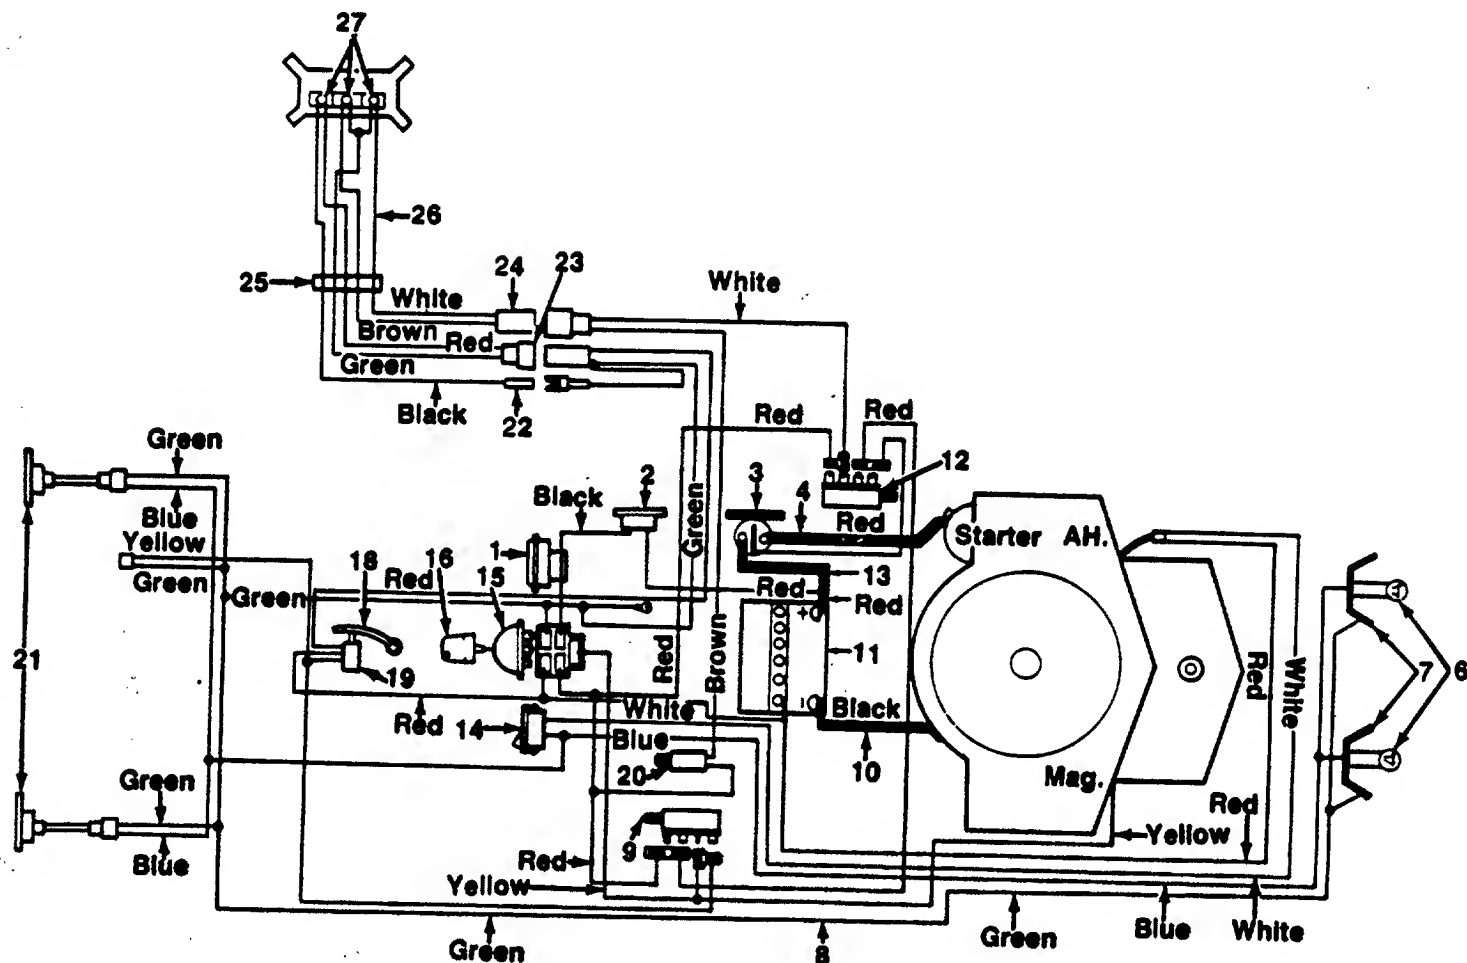 27
26
25
24
23
White
White
Brown
Red
Green
Black
22
Red
Red
12
Green
Blue
Yellow
Green
21
2
Black
3
4
Green
Red
Starter
AH.
1
18
16
15
Red
Green
13
Red
Red
11
19
Red
Brown
Red
White
7
6
Red
14
White
Blue
Black
10
20
Mag.
Green
Blue
9
Red
Yellow
Red
Yellow
Green
8
Green
Blue
White